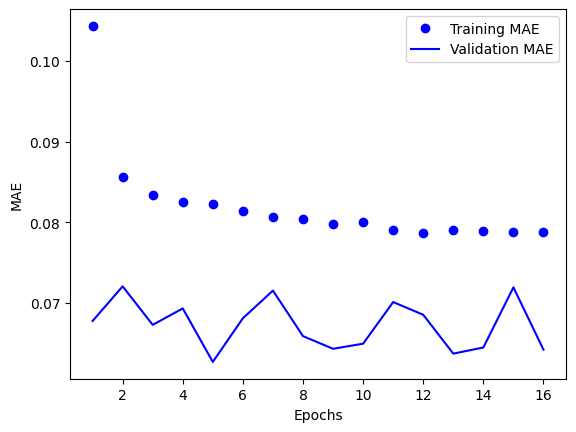 Training MAE
Validation MAE
0.10
0.09
0.08
0.07
MAE
2 4 6 8 10 12 14 16
Epochs